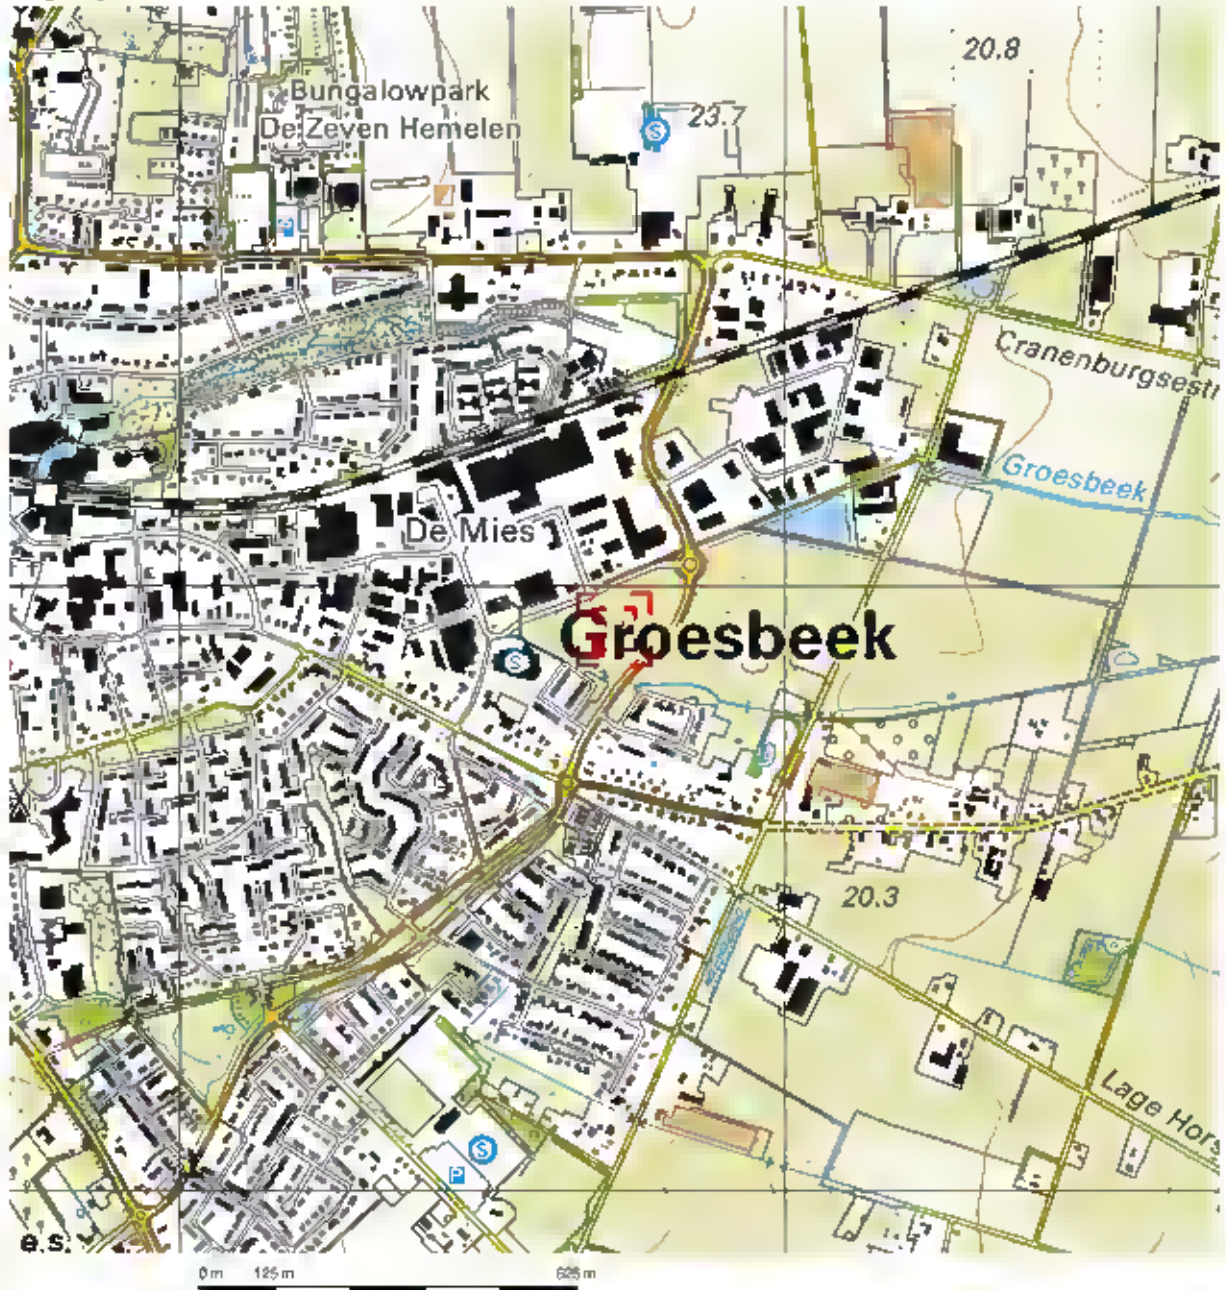 20.8
Bungalowpark
De Zeven Hemelen
23.7
S
P
Cranenburgsestr
Groesbeek
De Mies
Groesbeek
S
20.3
Lage Hors
S
P
e.s.
0 m 125 m 625 m